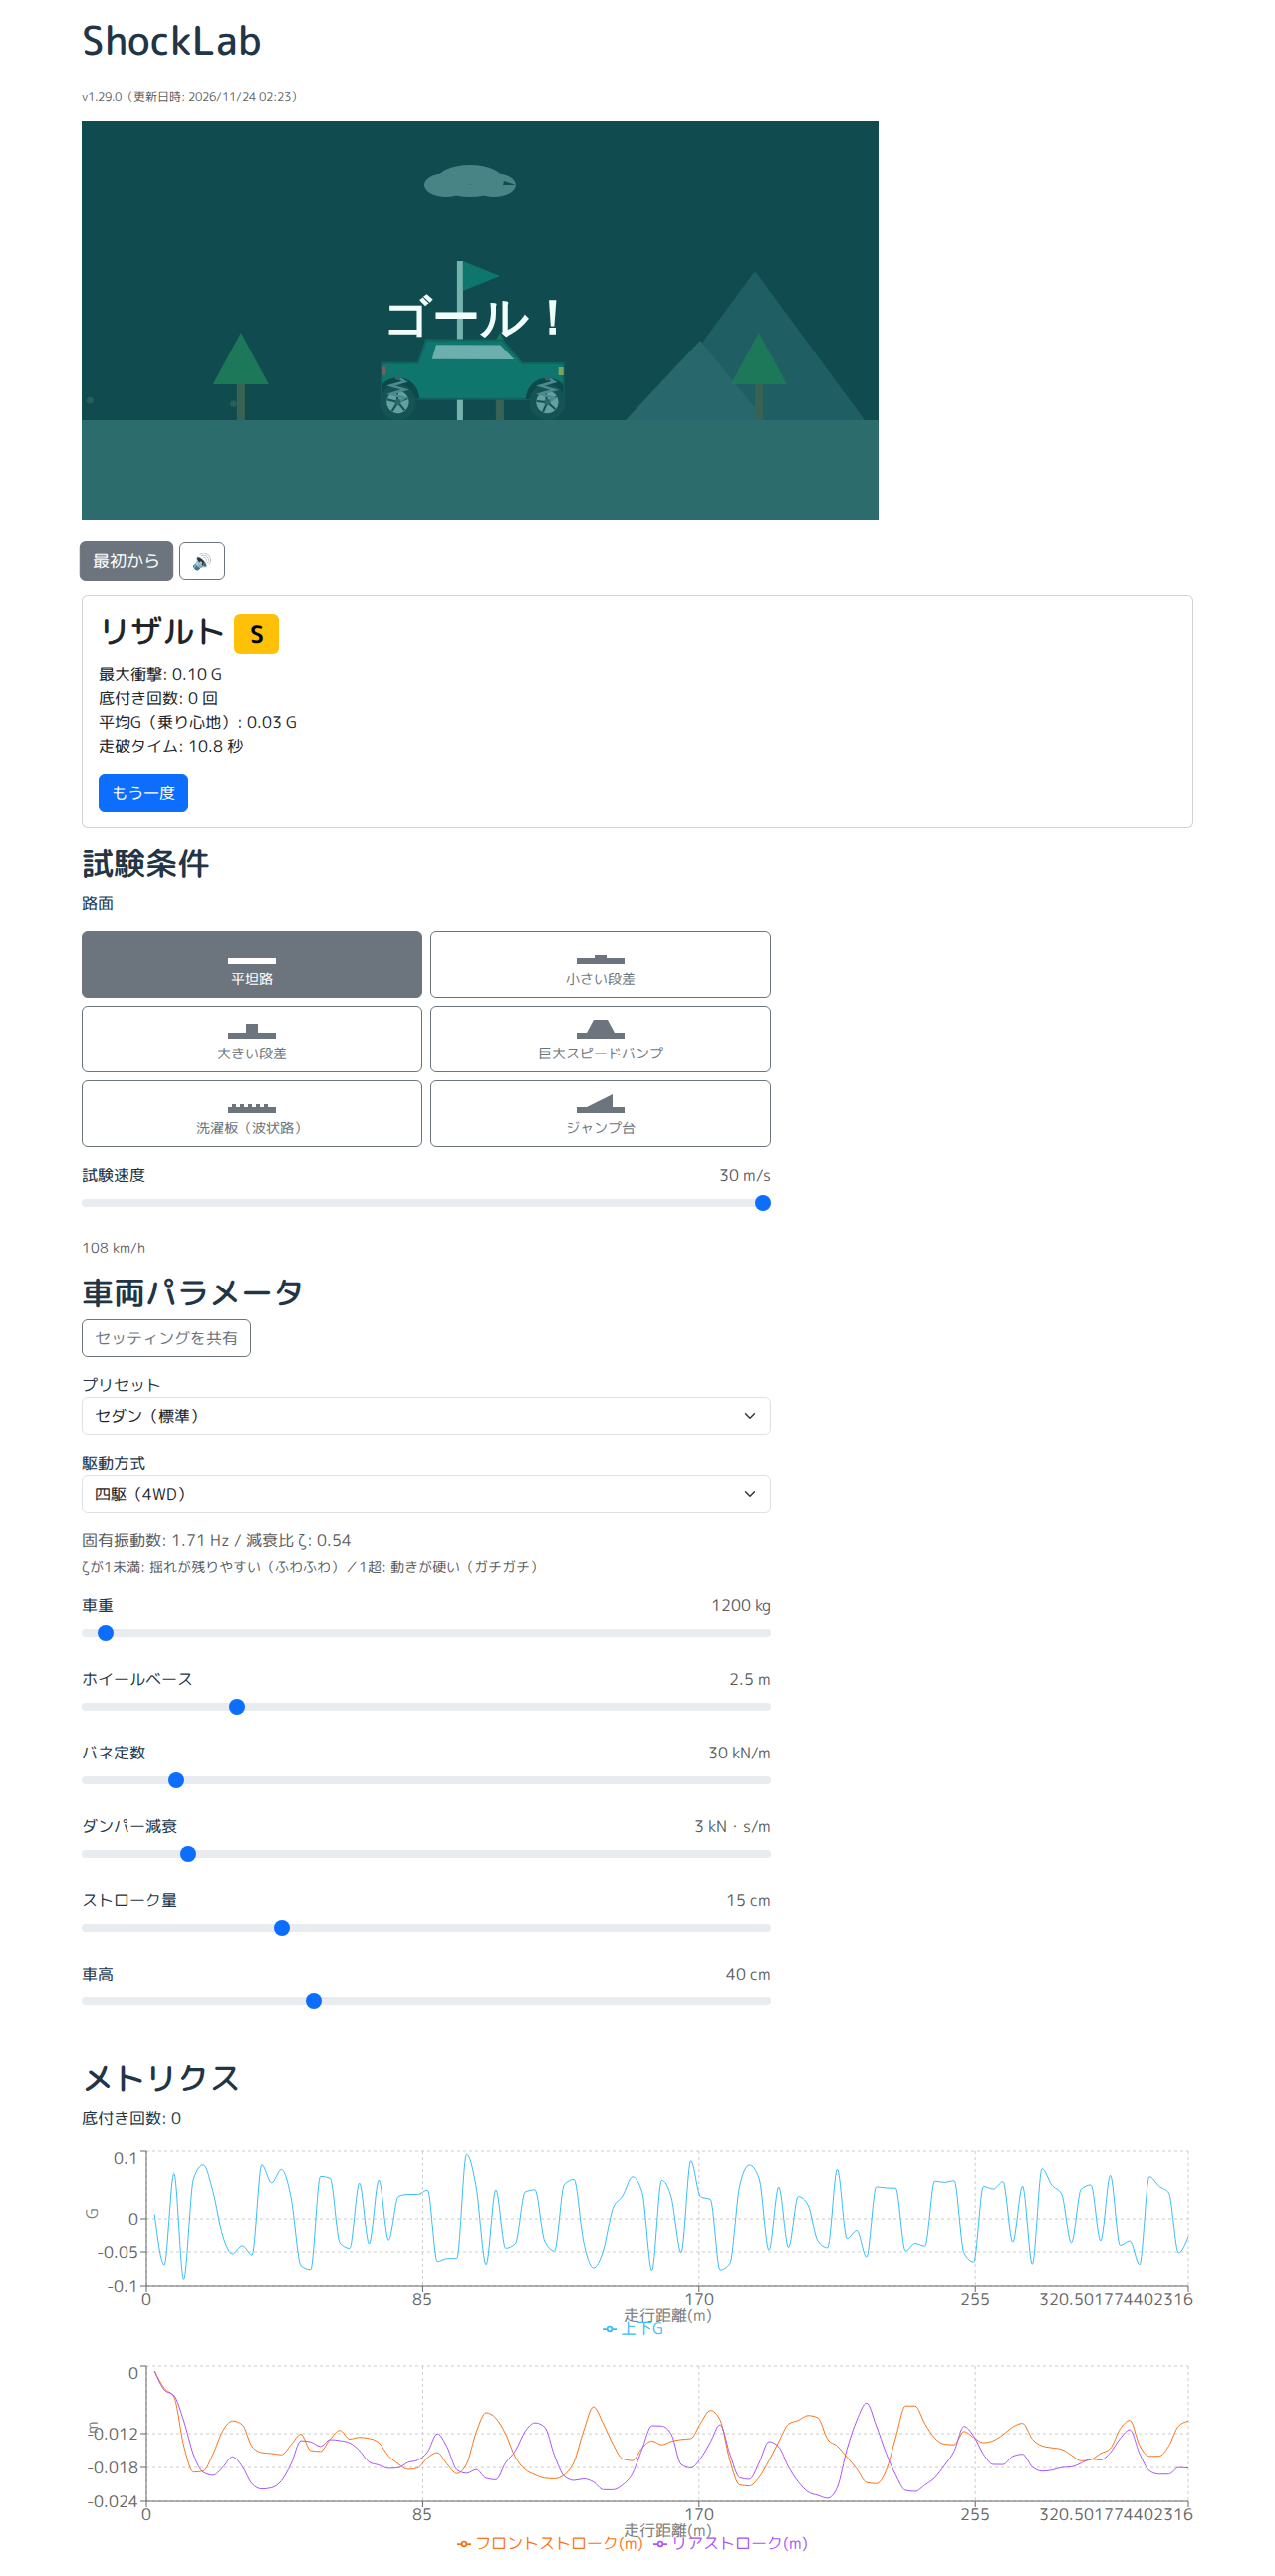 ShockLab
v1.29.0（更新日時: 2026/11/24 02:23）
ゴール！
最初から
リザルト S
最大衝撃: 0.10 G
底付き回数: 0 回
平均G（乗り心地）: 0.03 G
走破タイム: 10.8 秒
もう一度
試験条件
路面
平坦路
小さい段差
大きい段差
巨大スピードバンプ
洗濯板（波状路）
ジャンプ台
試験速度 30 m/s
108 km/h
車両パラメータ
セッティングを共有
プリセット
セダン（標準）
駆動方式
四駆（4WD）
固有振動数: 1.71 Hz / 減衰比 ζ: 0.54
ζが1未満: 揺れが残りやすい（ふわふわ）／1超: 動きが硬い（ガチガチ）
車重 1200 kg
ホイールベース 2.5 m
バネ定数 30 kN/m
ダンパー減衰 3 kN・s/m
ストローク量 15 cm
車高 40 cm
メトリクス
底付き回数: 0
0.1
0
-0.05
-0.1
G
0 85 170 255 320.501774402316
走行距離(m)
上下G
0
-0.012
-0.018
-0.024
m
0 85 170 255 320.501774402316
走行距離(m)
フロントストローク(m) リアストローク(m)